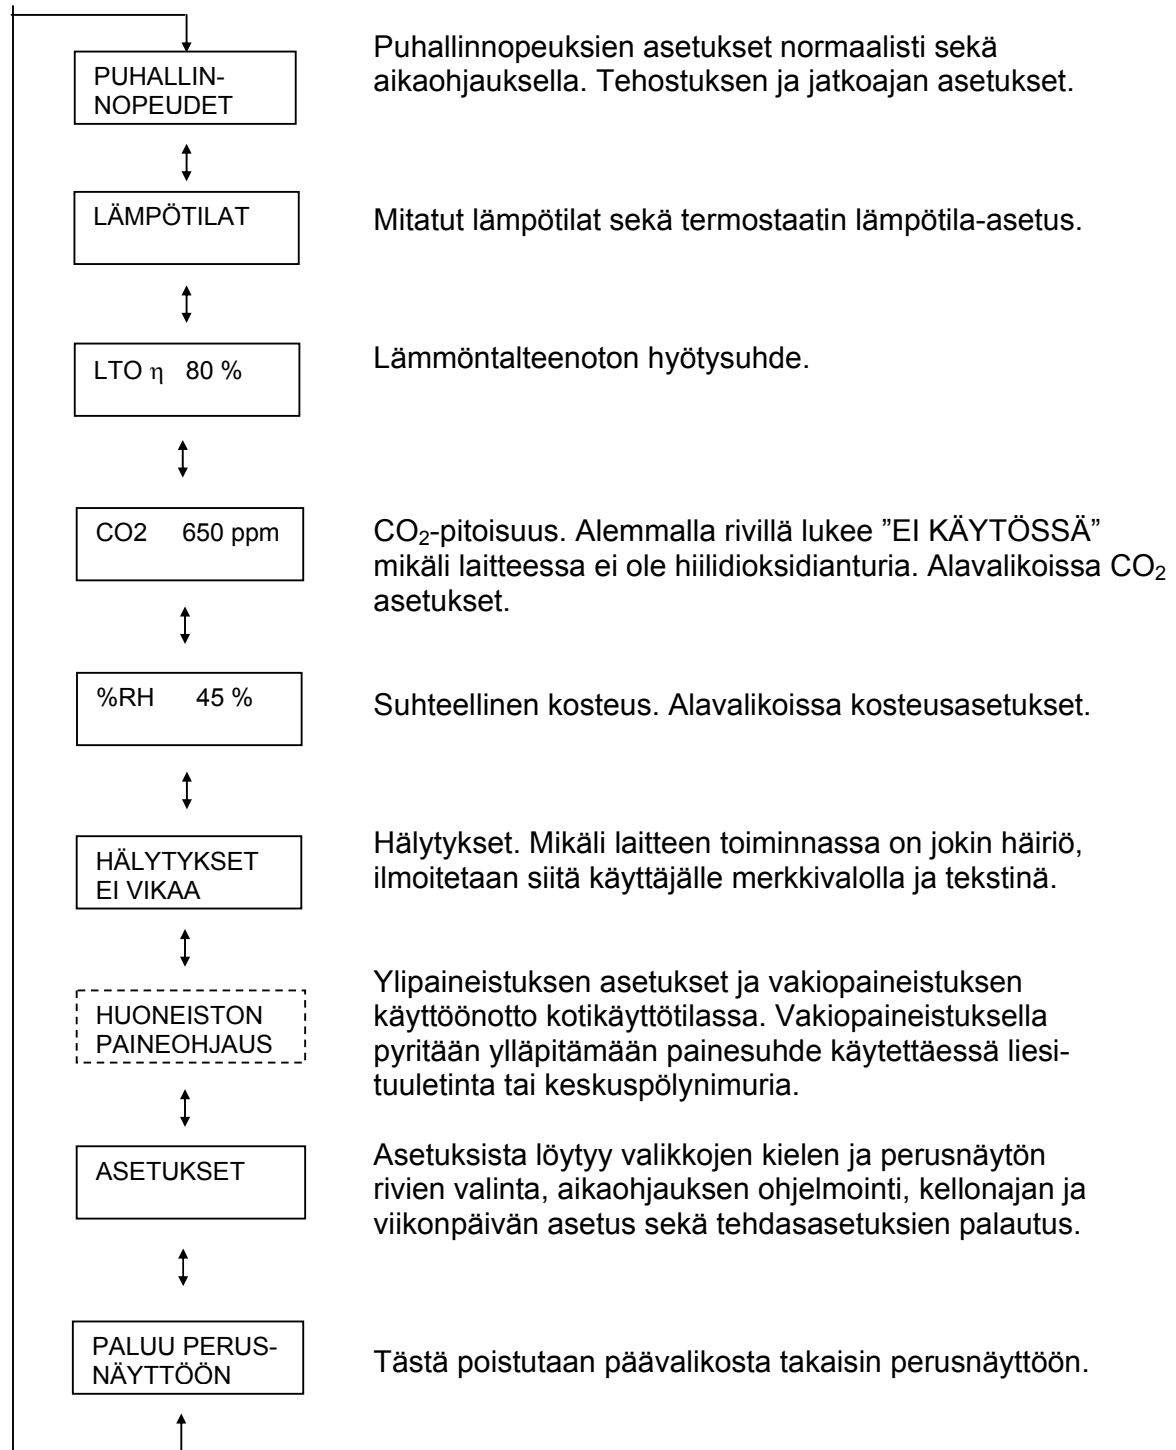 PUHALLIN-
NOPEUDET
Puhallinnopeuksien asetukset normaalisti sekä
aikaohjauksella. Tehostuksen ja jatkoajan asetukset.
LÄMPÖTILAT
Mitatut lämpötilat sekä termostaatin lämpötila-asetus.
LTO η 80 %
Lämmöntalteenoton hyötysuhde.
CO2 650 ppm
CO₂-pitoisuus. Alemmalla rivillä lukee ”EI KÄYTÖSSÄ”
mikäli laitteessa ei ole hiilidioksidianturia. Alavalikoissa CO₂
asetukset.
%RH 45 %
Suhteellinen kosteus. Alavalikoissa kosteusasetukset.
HÄLYTYKSET
EI VIKAA
Hälytykset. Mikäli laitteen toiminnassa on jokin häiriö,
ilmoitetaan siitä käyttäjälle merkkivalolla ja tekstinä.
HUONEISTON
PAINEOHJAUS
Ylipaineistuksen asetukset ja vakiopaineistuksen
käyttöönotto kotikäyttötilassa. Vakiopaineistuksella
pyritään ylläpitämään painesuhde käytettäessä liesi-
tuuletinta tai keskuspölynimuria.
ASETUKSET
Asetuksista löytyy valikkojen kielen ja perusnäytön
rivien valinta, aikaohjauksen ohjelmointi, kellonajan ja
viikonpäivän asetus sekä tehdasasetuksien palautus.
PALUU PERUS-
NÄYTTÖÖN
Tästä poistutaan päävalikosta takaisin perusnäyttöön.